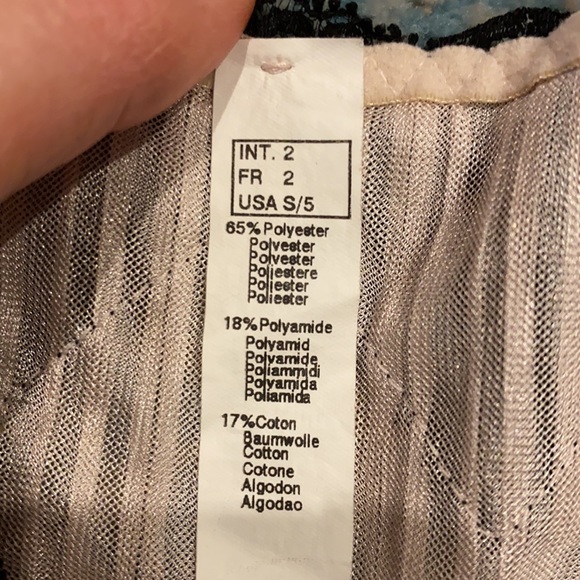 INT. 2
FR 2
USA S/5
65% Polyester
Polyester
Polyester
Poliestere
Poliester
Poliester
18% Polyamide
Polyamid
Polyamide
Poliammidi
Polyamida
Poliamida
17% Coton
Baumwolle
Cotton
Cotone
Algodon
Algodao